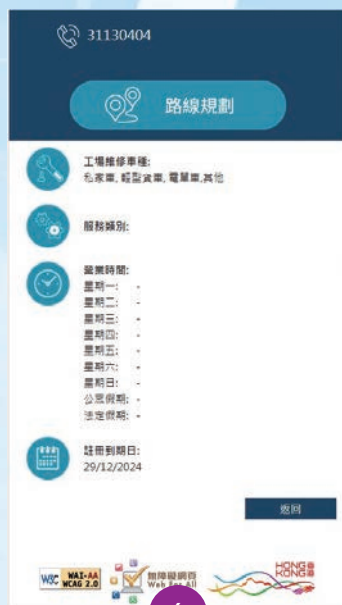 31130404
路線規劃
工場維修車種:
私家車, 輕型貨車, 電單車,其他
服務類別:
營業時間:
星期一: -
星期二: -
星期三: -
星期四: -
星期五: -
星期六: -
星期日: -
公眾假期: -
法定假期: -
註冊到期日:
29/12/2024
返回
W3C WAI-AA
WCAG 2.0
無障礙網頁
Web For All
HONG
KONG